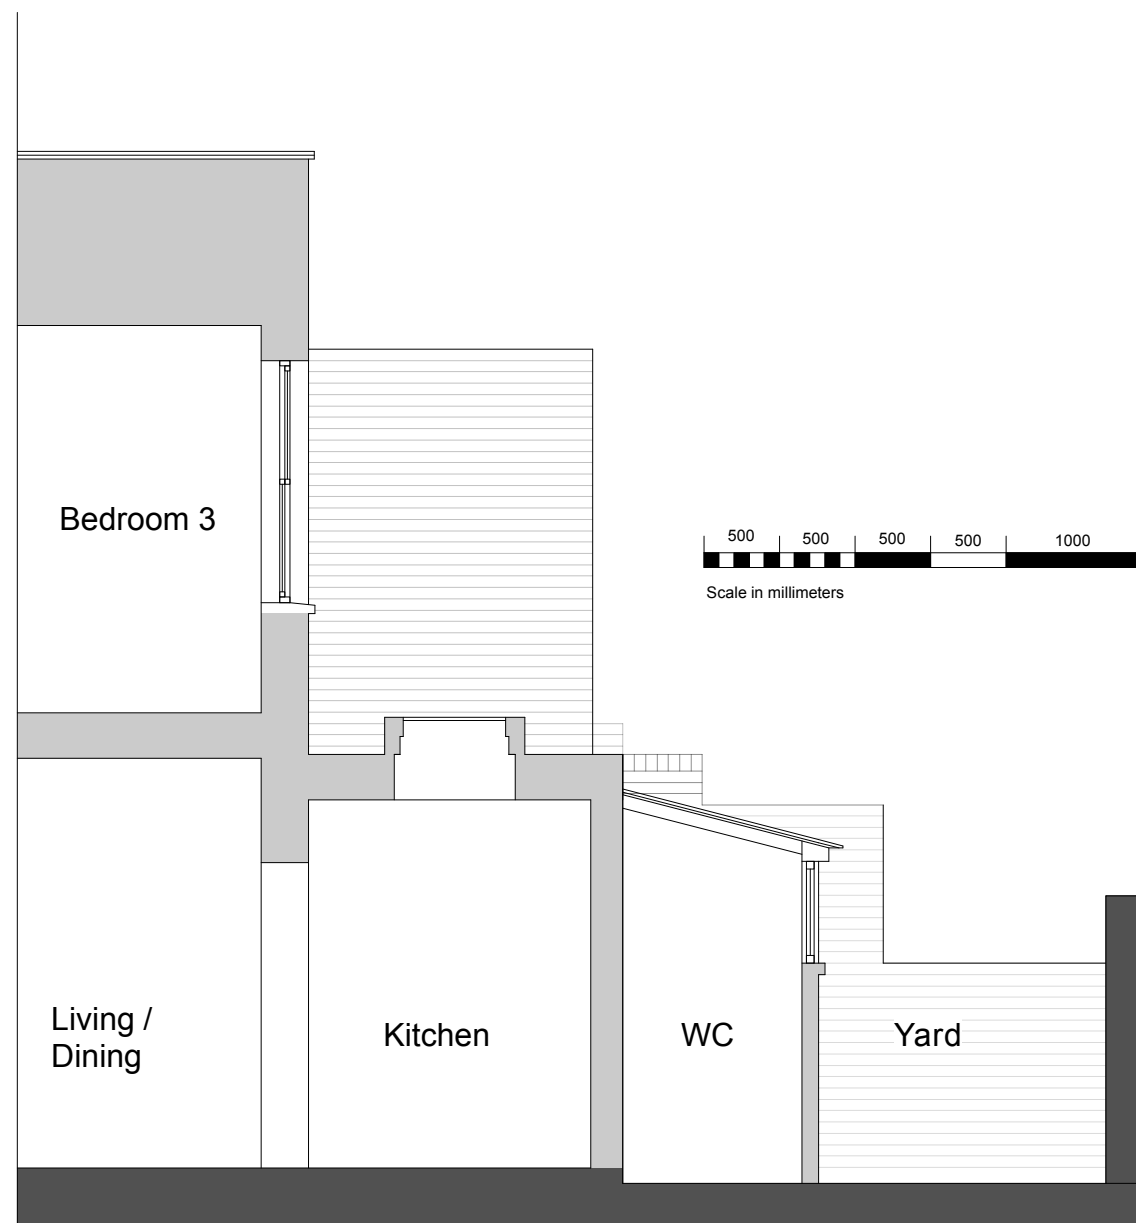 Bedroom 3
500 500 500 500 1000
Scale in millimeters
Living /
Dining
Kitchen
WC
Yard